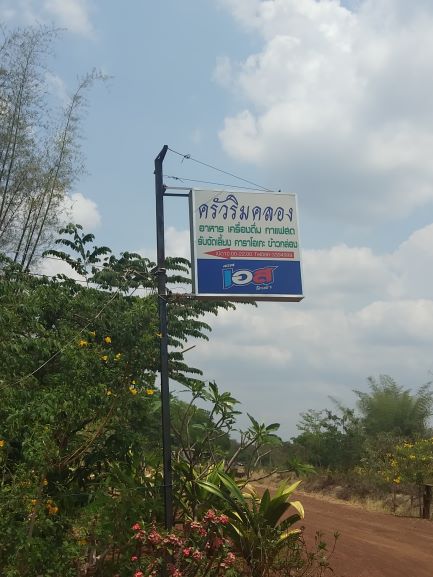 ครัวริมคลอง
อาหาร เครื่องดื่ม กาแฟสด
รับจัดเลี้ยง คาราโอเกะ ข้าวกล่อง
เอส